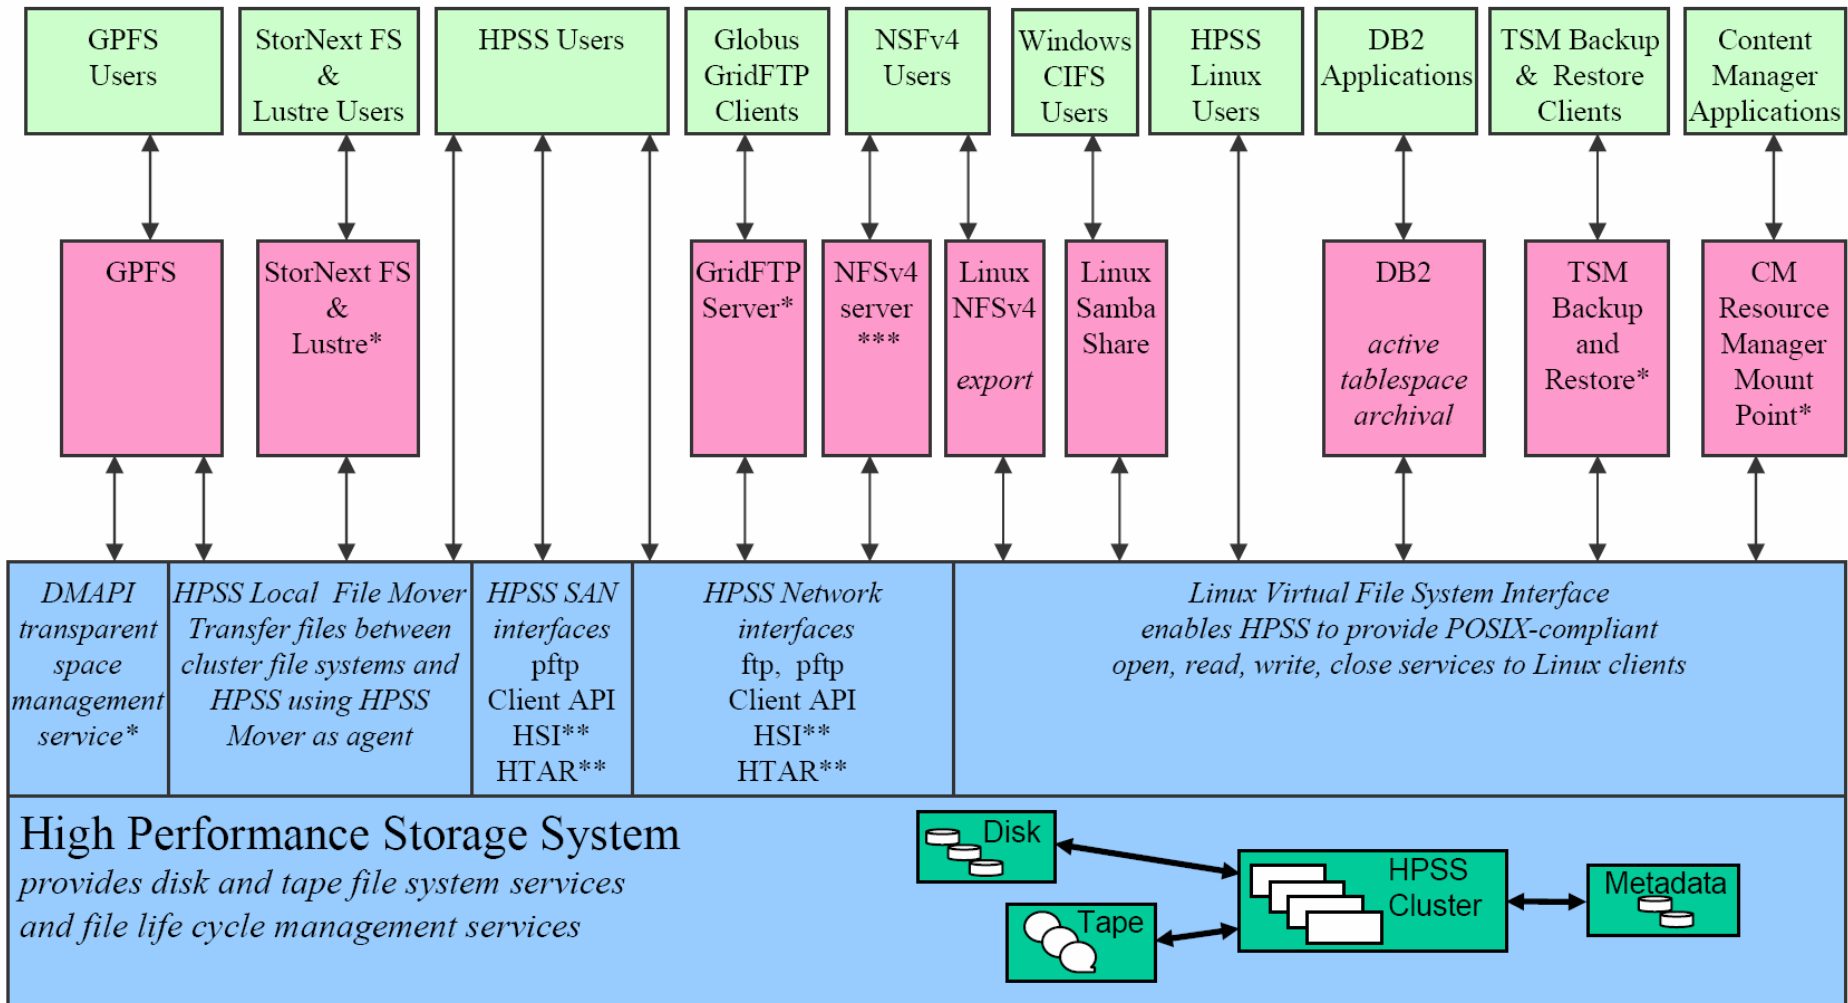 GPFS
Users
StorNext FS
&
Lustre Users
HPSS Users
Globus
GridFTP
Clients
NSFv4
Users
Windows
CIFS
Users
HPSS
Linux
Users
DB2
Applications
TSM Backup
& Restore
Clients
Content
Manager
Applications
GPFS
StorNext FS
&
Lustre*
GridFTP
Server*
NFSv4
server
***
Linux
NFSv4
export
Linux
Samba
Share
DB2
active
tablespace
archival
TSM
Backup
and
Restore*
CM
Resource
Manager
Mount
Point*
DMAPI
transparent
space
management
service*
HPSS Local File Mover
Transfer files between
cluster file systems and
HPSS using HPSS
Mover as agent
HPSS SAN
interfaces
pftp
Client API
HSI**
HTAR**
HPSS Network
interfaces
ftp, pftp
Client API
HSI**
HTAR**
Linux Virtual File System Interface
enables HPSS to provide POSIX-compliant
open, read, write, close services to Linux clients
High Performance Storage System
provides disk and tape file system services
and file life cycle management services
Disk
Tape
HPSS
Cluster
Metadata